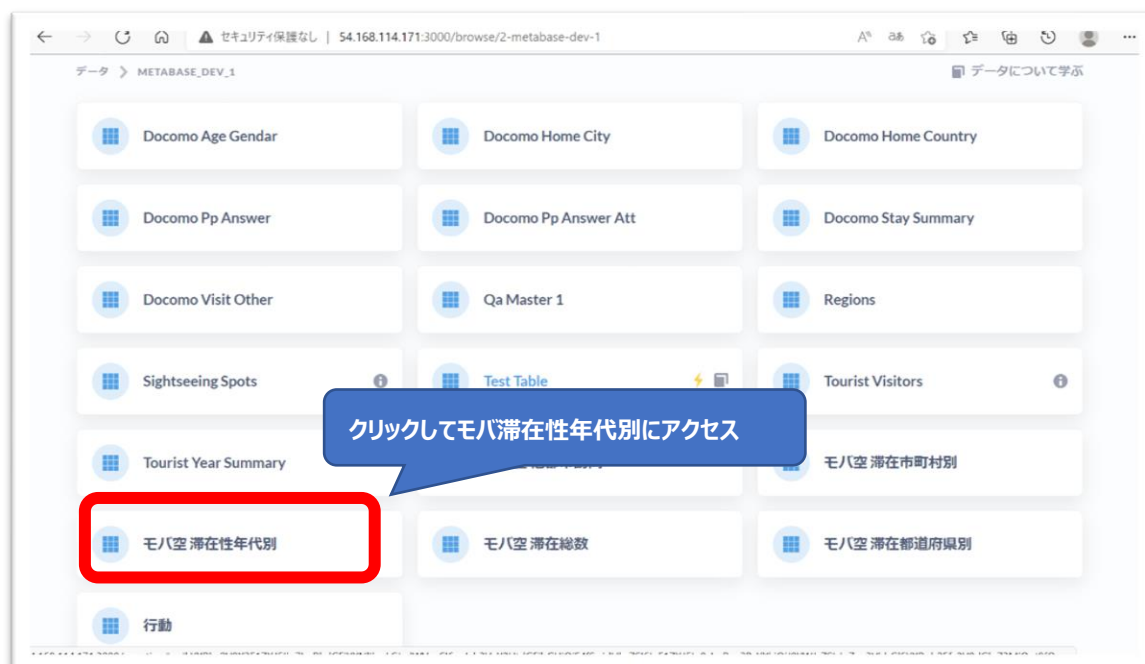 セキュリティ保護なし | 54.168.114.171:3000/browse/2-metabase-dev-1
データ > METABASE_DEV_1
データについて学ぶ
Docomo Age Gendar
Docomo Home City
Docomo Home Country
Docomo Pp Answer
Docomo Pp Answer Att
Docomo Stay Summary
Docomo Visit Other
Qa Master 1
Regions
Sightseeing Spots
Test Table
Tourist Visitors
クリックしてモバ滞在性年代別にアクセス
Tourist Year Summary
モバ空 滞在市町村別
モバ空 滞在性年代別
モバ空 滞在総数
モバ空 滞在都道府県別
行動